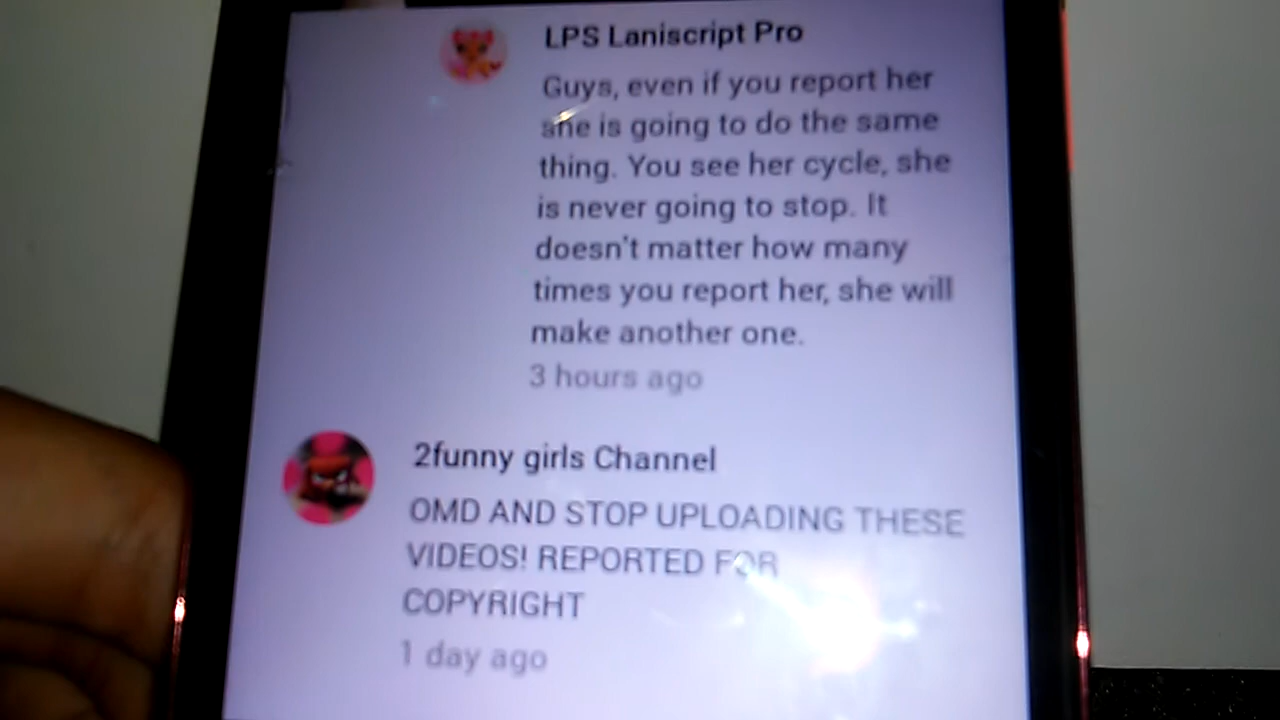 LPS Laniscript Pro
Guys, even if you report her
she is going to do the same
thing. You see her cycle, she
is never going to stop. It
doesn't matter how many
times you report her, she will
make another one.
3 hours ago
2funny girls Channel
OMD AND STOP UPLOADING THESE
VIDEOS! REPORTED FOR
COPYRIGHT
1 day ago